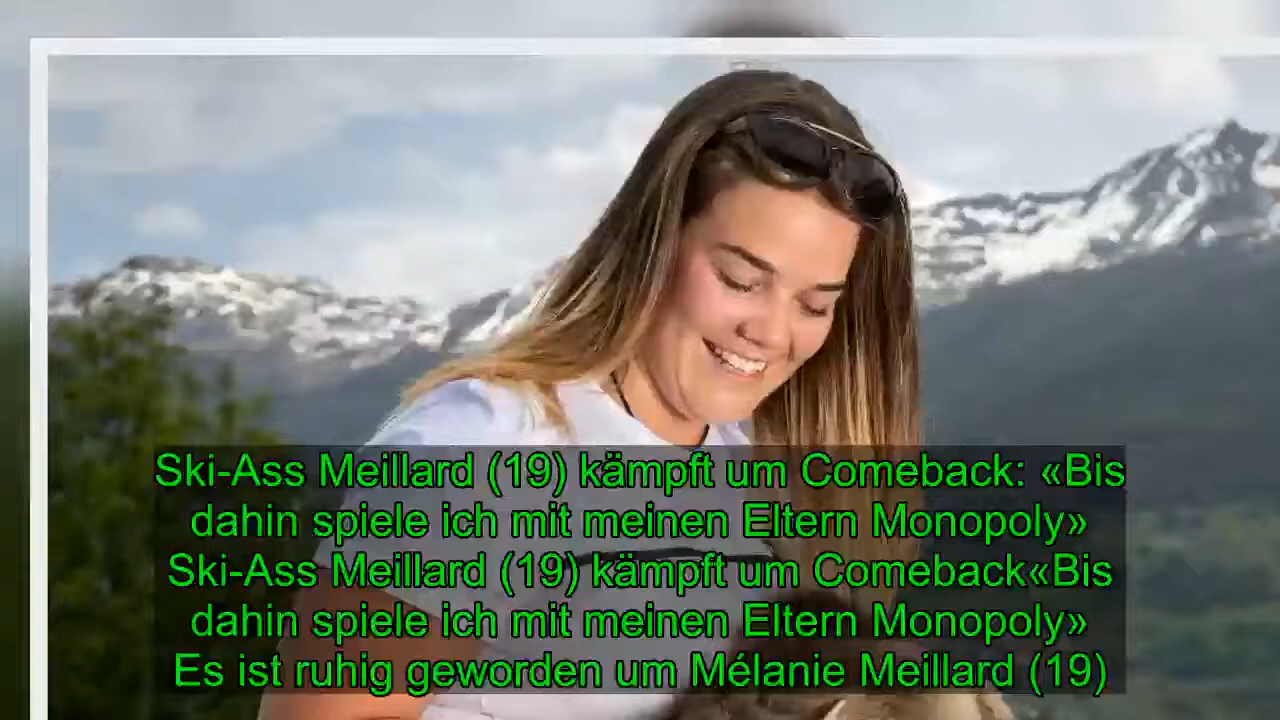 Ski-Ass Meillard (19) kämpft um Comeback: «Bis
dahin spiele ich mit meinen Eltern Monopoly»
Ski-Ass Meillard (19) kämpft um Comeback«Bis
dahin spiele ich mit meinen Eltern Monopoly»
Es ist ruhig geworden um Mélanie Meillard (19)